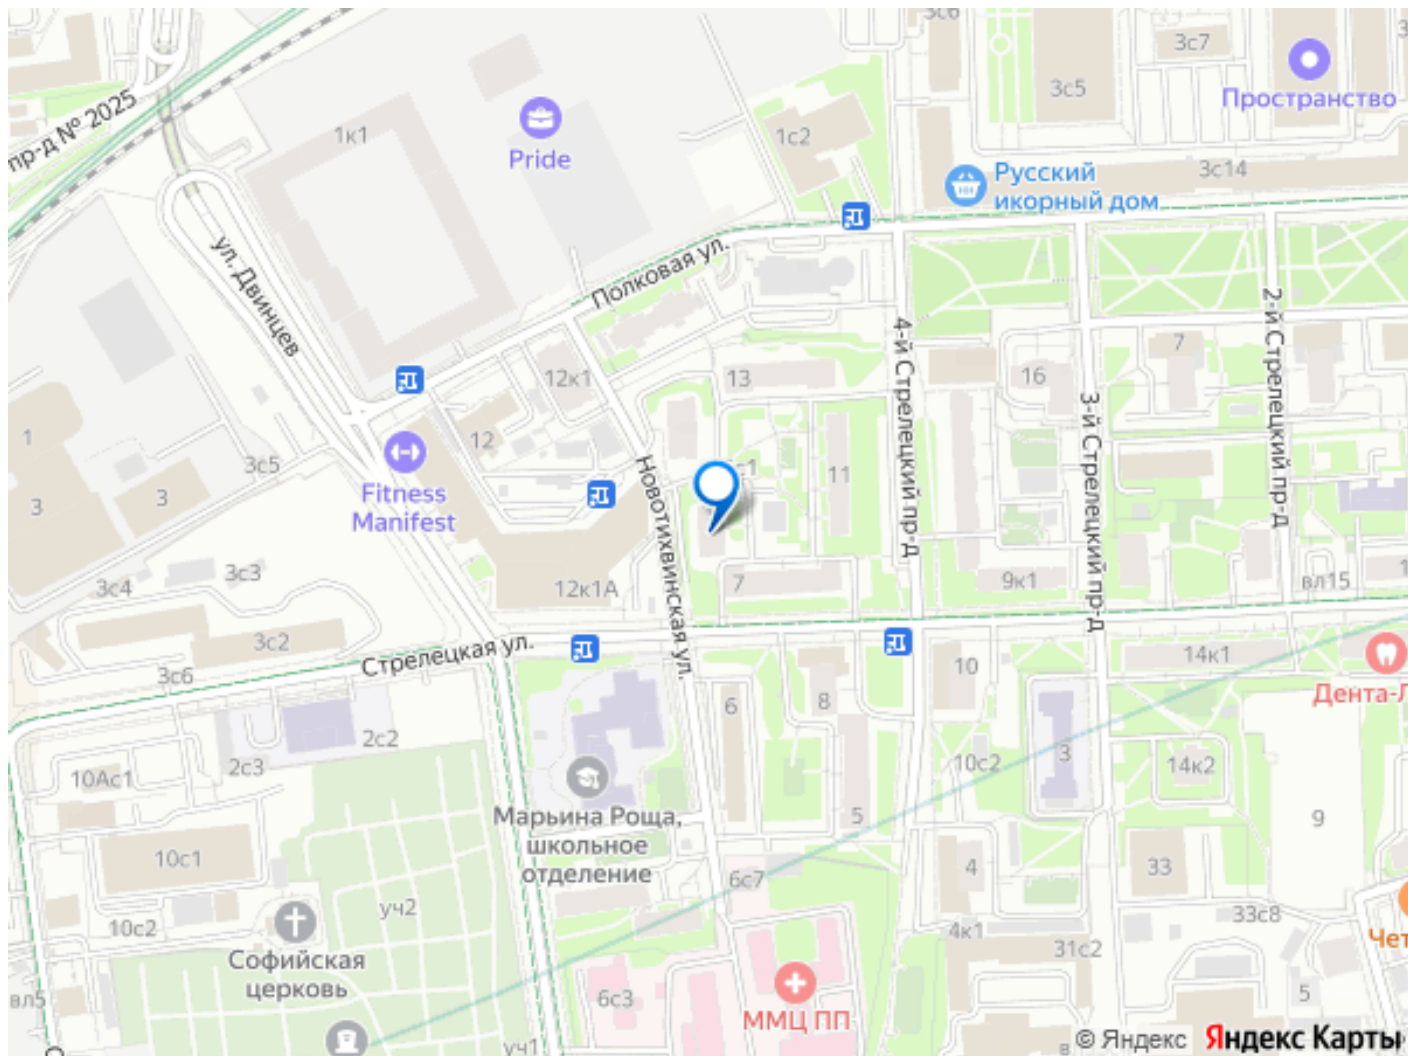 3с6
3с7
Пространство
3с5
пр-д № 2025
1к1
Pride
1с2
Русский
икорный дом
3с14
ул. Двинцев
Полковая ул.
4-й Стрелецкий пр-д
3-й Стрелецкий пр-д
2-й Стрелецкий пр-д
7
12к1
13
16
1
12
3с5
3
3
Fitness
Manifest
Новотихвинская ул.
11
3с4
3с3
12к1А
7
9к1
вл15
3с2
Стрелецкая ул.
3с6
10
14к1
Дента-Л
6
8
2с2
2с3
10Ас1
10с2
3
14к2
Марьина Роща,
школьное
отделение
5
9
10с1
4
33
6с7
уч2
10с2
4к1
33с8
31с2
Чет
Софийская
церковь
вл5
6с3
ММЦ ПП
5
уч1
© Яндекс Яндекс Карты